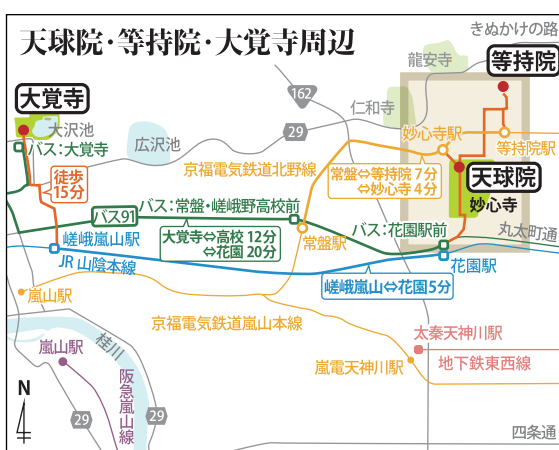 天球院・等持院・大覚寺周辺
きぬかけの路
龍安寺
等持院
大覚寺
162
仁和寺
29
妙心寺駅
等持院駅
大沢池
広沢池
バス：大覚寺
京福電気鉄道北野線
常盤⇔等持院 7分
⇔妙心寺 4分
天球院
妙心寺
徒歩
15分
バス91
バス：常盤・嵯峨野高校前
バス：花園駅前
丸太町通
大覚寺⇔高校 12分
⇔花園 20分
常盤駅
嵯峨嵐山駅
JR 山陰本線
花園駅
嵯峨嵐山⇔花園5分
嵐山駅
京福電気鉄道嵐山本線
太秦天神川駅
嵐山駅
桂川
嵐電天神川駅
地下鉄東西線
阪急嵐山線
N
29
29
四条通